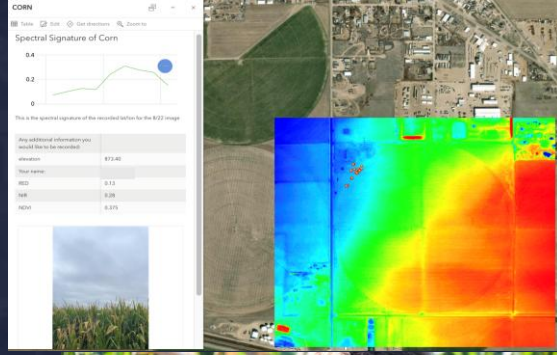 CORN
Table Edit Get directions Zoom to
Spectral Signature of Corn
0.4
0.2
0
This is the spectral signature of the recorded before for the 8/22 image
Any additional information you
would like to be recorded:
elevation 873.40
Your name:
RED 0.13
NIR 0.28
NDVI 0.375